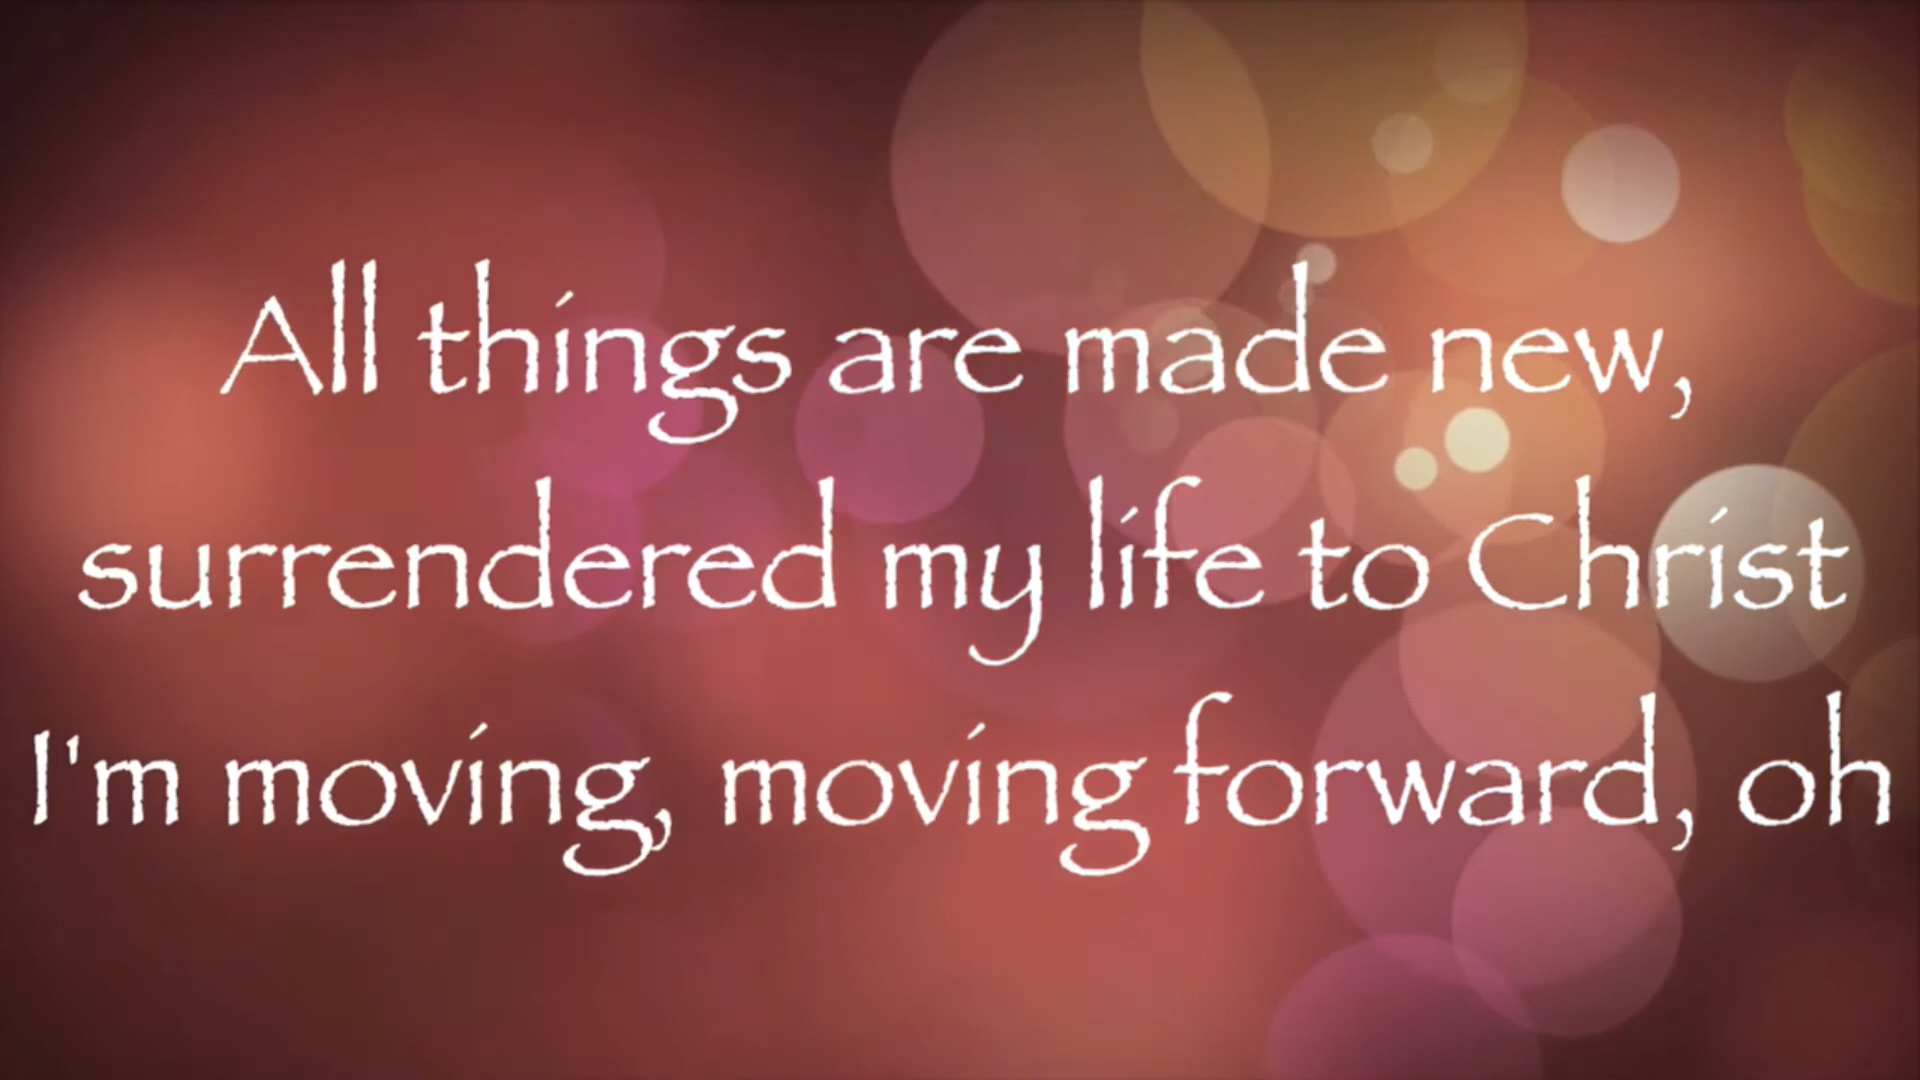 All things are made new,
surrendered my life to Christ
I'm moving, moving forward, oh